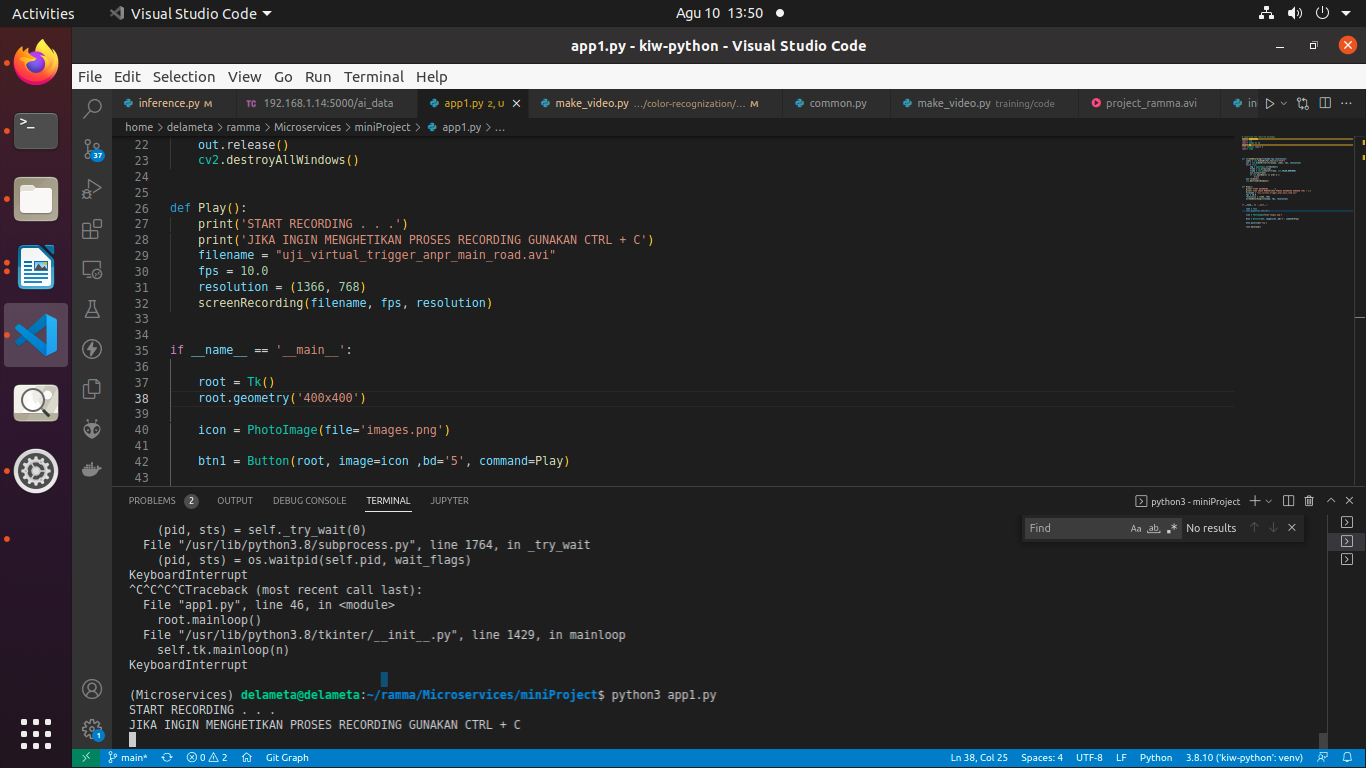 Activities
Visual Studio Code
Agu 10 13:50
app1.py - kiw-python - Visual Studio Code
File Edit Selection View Go Run Terminal Help
inference.py M
TC 192.168.1.14:5000/ai_data
app1.py 2, U
make_video.py .../color-recognization/... M
common.py
make_video.py training/code
project_ramma.avi
home > delameta > ramma > Microservices > miniProject > app1.py > ...
37
22 out.release()
23 cv2.destroyAllWindows()
24
25
26 def Play():
27 print('START RECORDING . . .')
28 print('JIKA INGIN MENGHETIKAN PROSES RECORDING GUNAKAN CTRL + C')
29 filename = "uji_virtual_trigger_anpr_main_road.avi"
30 fps = 10.0
31 resolution = (1366, 768)
32 screenRecording(filename, fps, resolution)
33
34
35 if __name__ == '__main__':
36
37 root = Tk()
38 root.geometry('400x400')
39
40 icon = PhotoImage(file='images.png')
41
42 btn1 = Button(root, image=icon ,bd='5', command=Play)
43
PROBLEMS 2 OUTPUT DEBUG CONSOLE TERMINAL JUPYTER
python3 - miniProject
Find
Aa ab .*
No results
(pid, sts) = self._try_wait(0)
File "/usr/lib/python3.8/subprocess.py", line 1764, in _try_wait
(pid, sts) = os.waitpid(self.pid, wait_flags)
KeyboardInterrupt
^C^C^C^CTraceback (most recent call last):
File "app1.py", line 46, in <module>
root.mainloop()
File "/usr/lib/python3.8/tkinter/__init__.py", line 1429, in mainloop
self.tk.mainloop(n)
KeyboardInterrupt
(Microservices) delameta@delameta:~/ramma/Microservices/miniProject$ python3 app1.py
START RECORDING . . .
JIKA INGIN MENGHETIKAN PROSES RECORDING GUNAKAN CTRL + C
1
main* 0 2 Git Graph
Ln 38, Col 25 Spaces: 4 UTF-8 LF Python 3.8.10 ('kiw-python': venv)